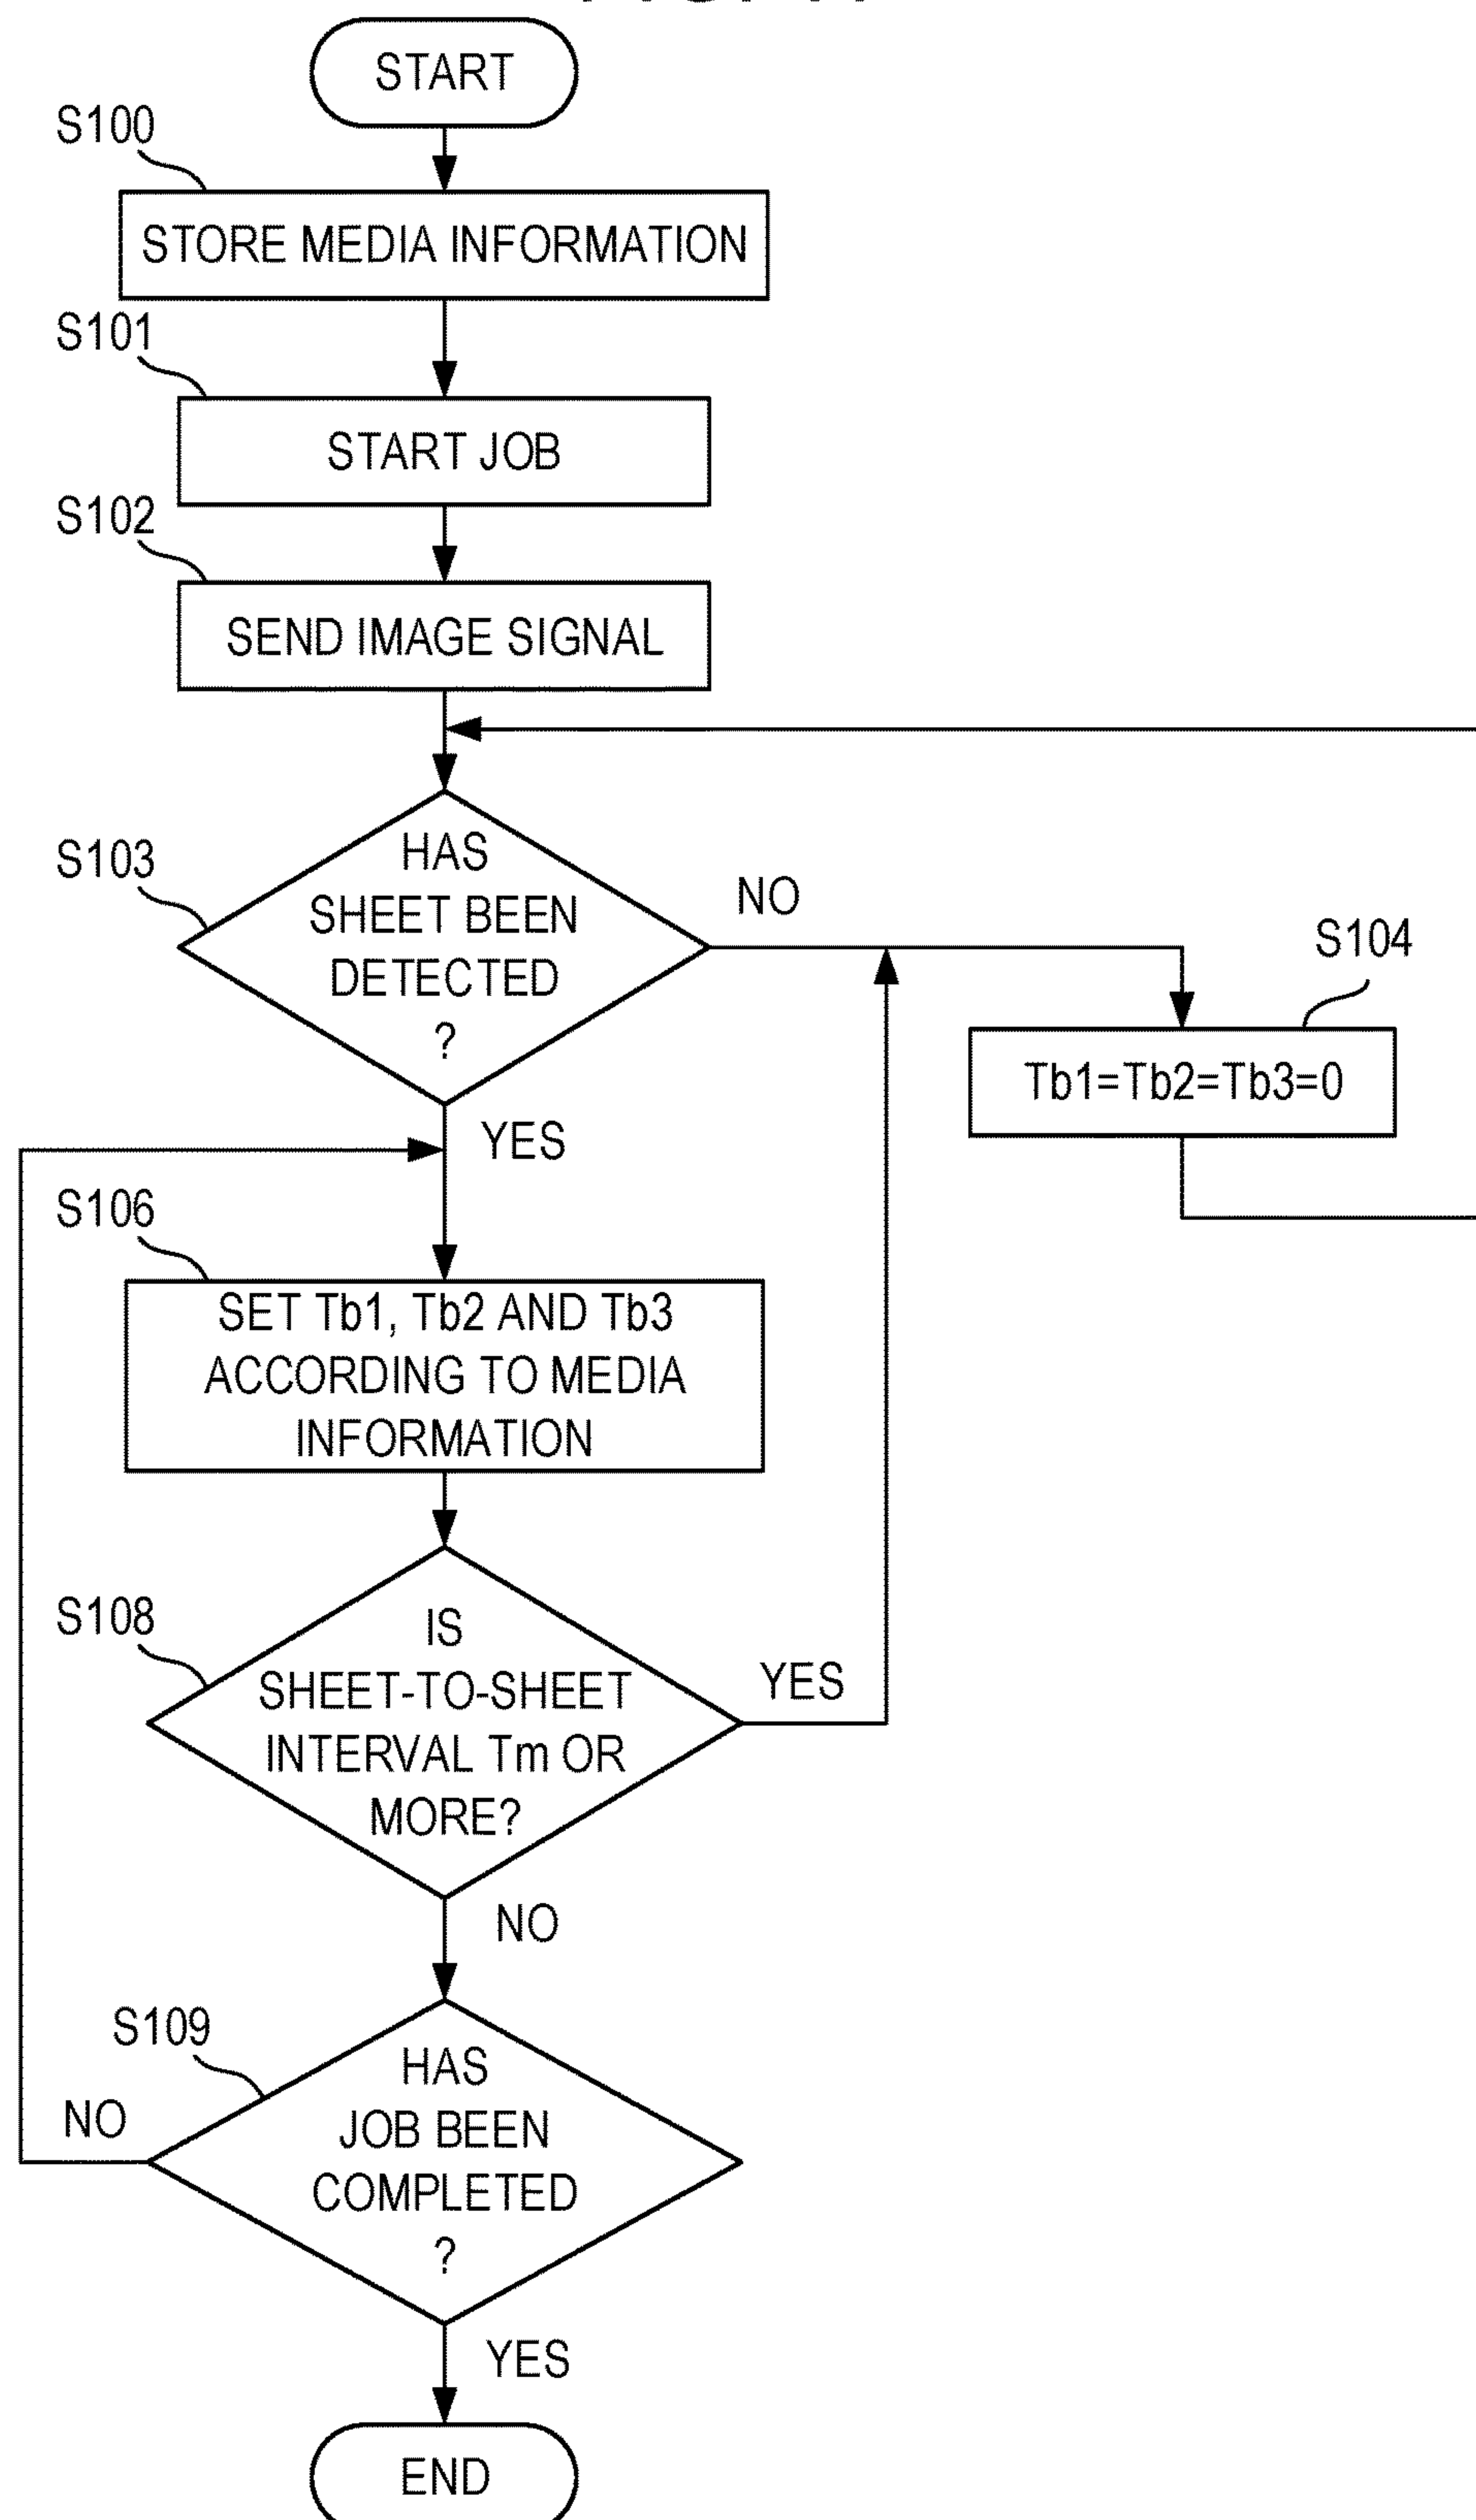 START
S100
STORE MEDIA INFORMATION
S101
START JOB
S102
SEND IMAGE SIGNAL
S103
HAS
SHEET BEEN
DETECTED
?
NO
S104
Tb1=Tb2=Tb3=0
YES
S106
SET Tb1, Tb2 AND Tb3
ACCORDING TO MEDIA
INFORMATION
S108
IS
SHEET-TO-SHEET
INTERVAL Tm OR
MORE?
YES
NO
S109
HAS
JOB BEEN
COMPLETED
?
NO
YES
END